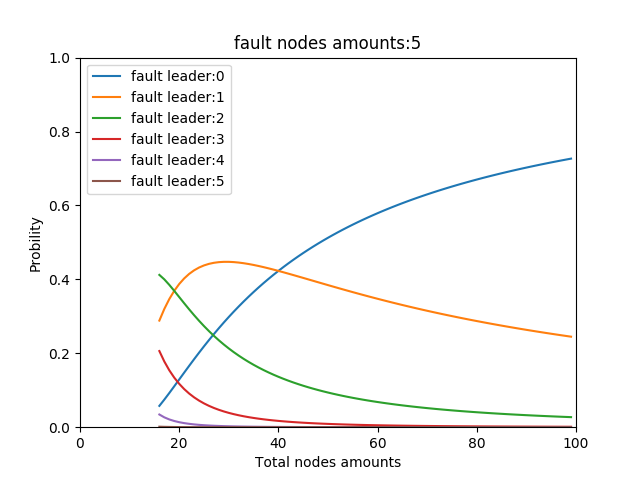 fault nodes amounts:5
fault leader:0
fault leader:1
fault leader:2
fault leader:3
fault leader:4
fault leader:5
Probility
1.0
0.8
0.6
0.4
0.2
0.0
0 20 40 60 80 100
Total nodes amounts